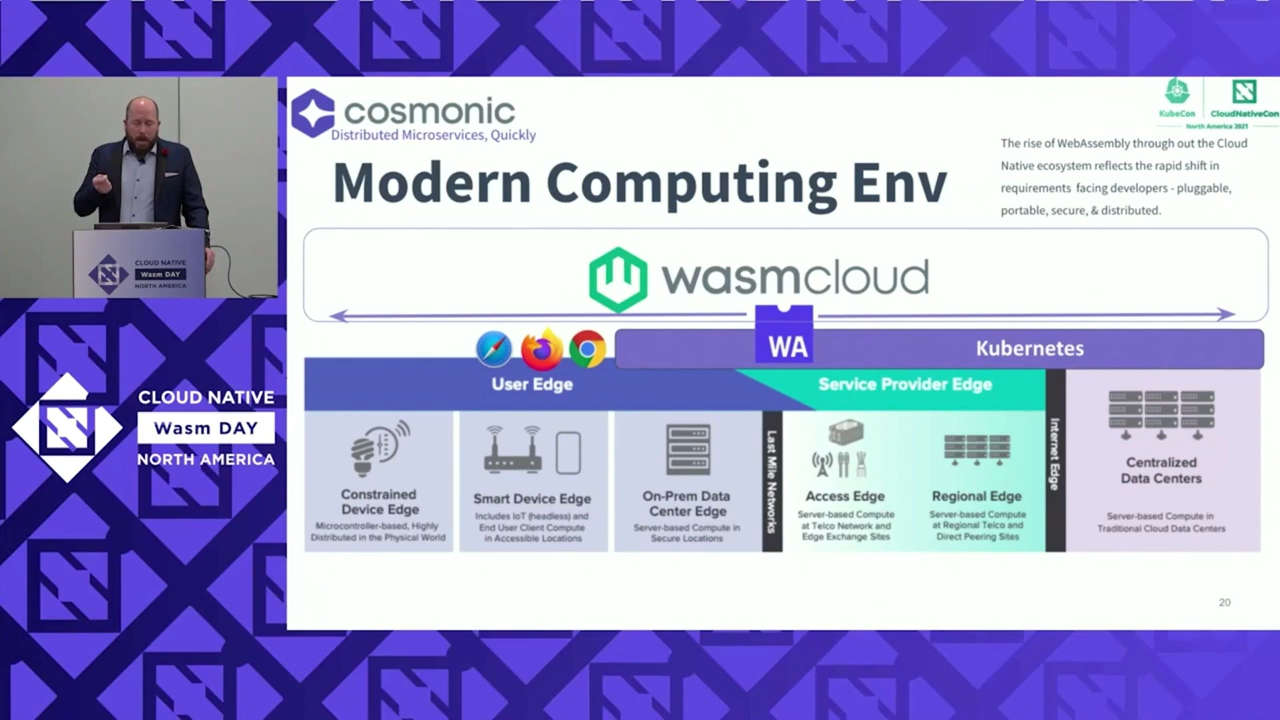 cosmonic
Distributed Microservices, Quickly
KubeCon
CloudNativeCon
North America 2021
Modern Computing Env
The rise of WebAssembly through out the Cloud
Native ecosystem reflects the rapid shift in
requirements facing developers - pluggable,
portable, secure, & distributed.
wasmcloud
WA
Kubernetes
User Edge
Service Provider Edge
Constrained
Device Edge
Microcontroller-based, Highly
Distributed in the Physical World
Smart Device Edge
Includes IoT (headless) and
End User Client Compute
in Accessible Locations
On-Prem Data
Center Edge
Server-based Compute in
Secure Locations
Last Mile Networks
Access Edge
Server-based Compute
at Telco Network and
Edge Exchange Sites
Regional Edge
Server-based Compute
at Regional Telco and
Direct Peering Sites
Internet Edge
Centralized
Data Centers
Server-based Compute in
Traditional Cloud Data Centers
20
CLOUD NATIVE
Wasm DAY
NORTH AMERICA
CLOUD NATIVE
Wasm DAY
NORTH AMERICA